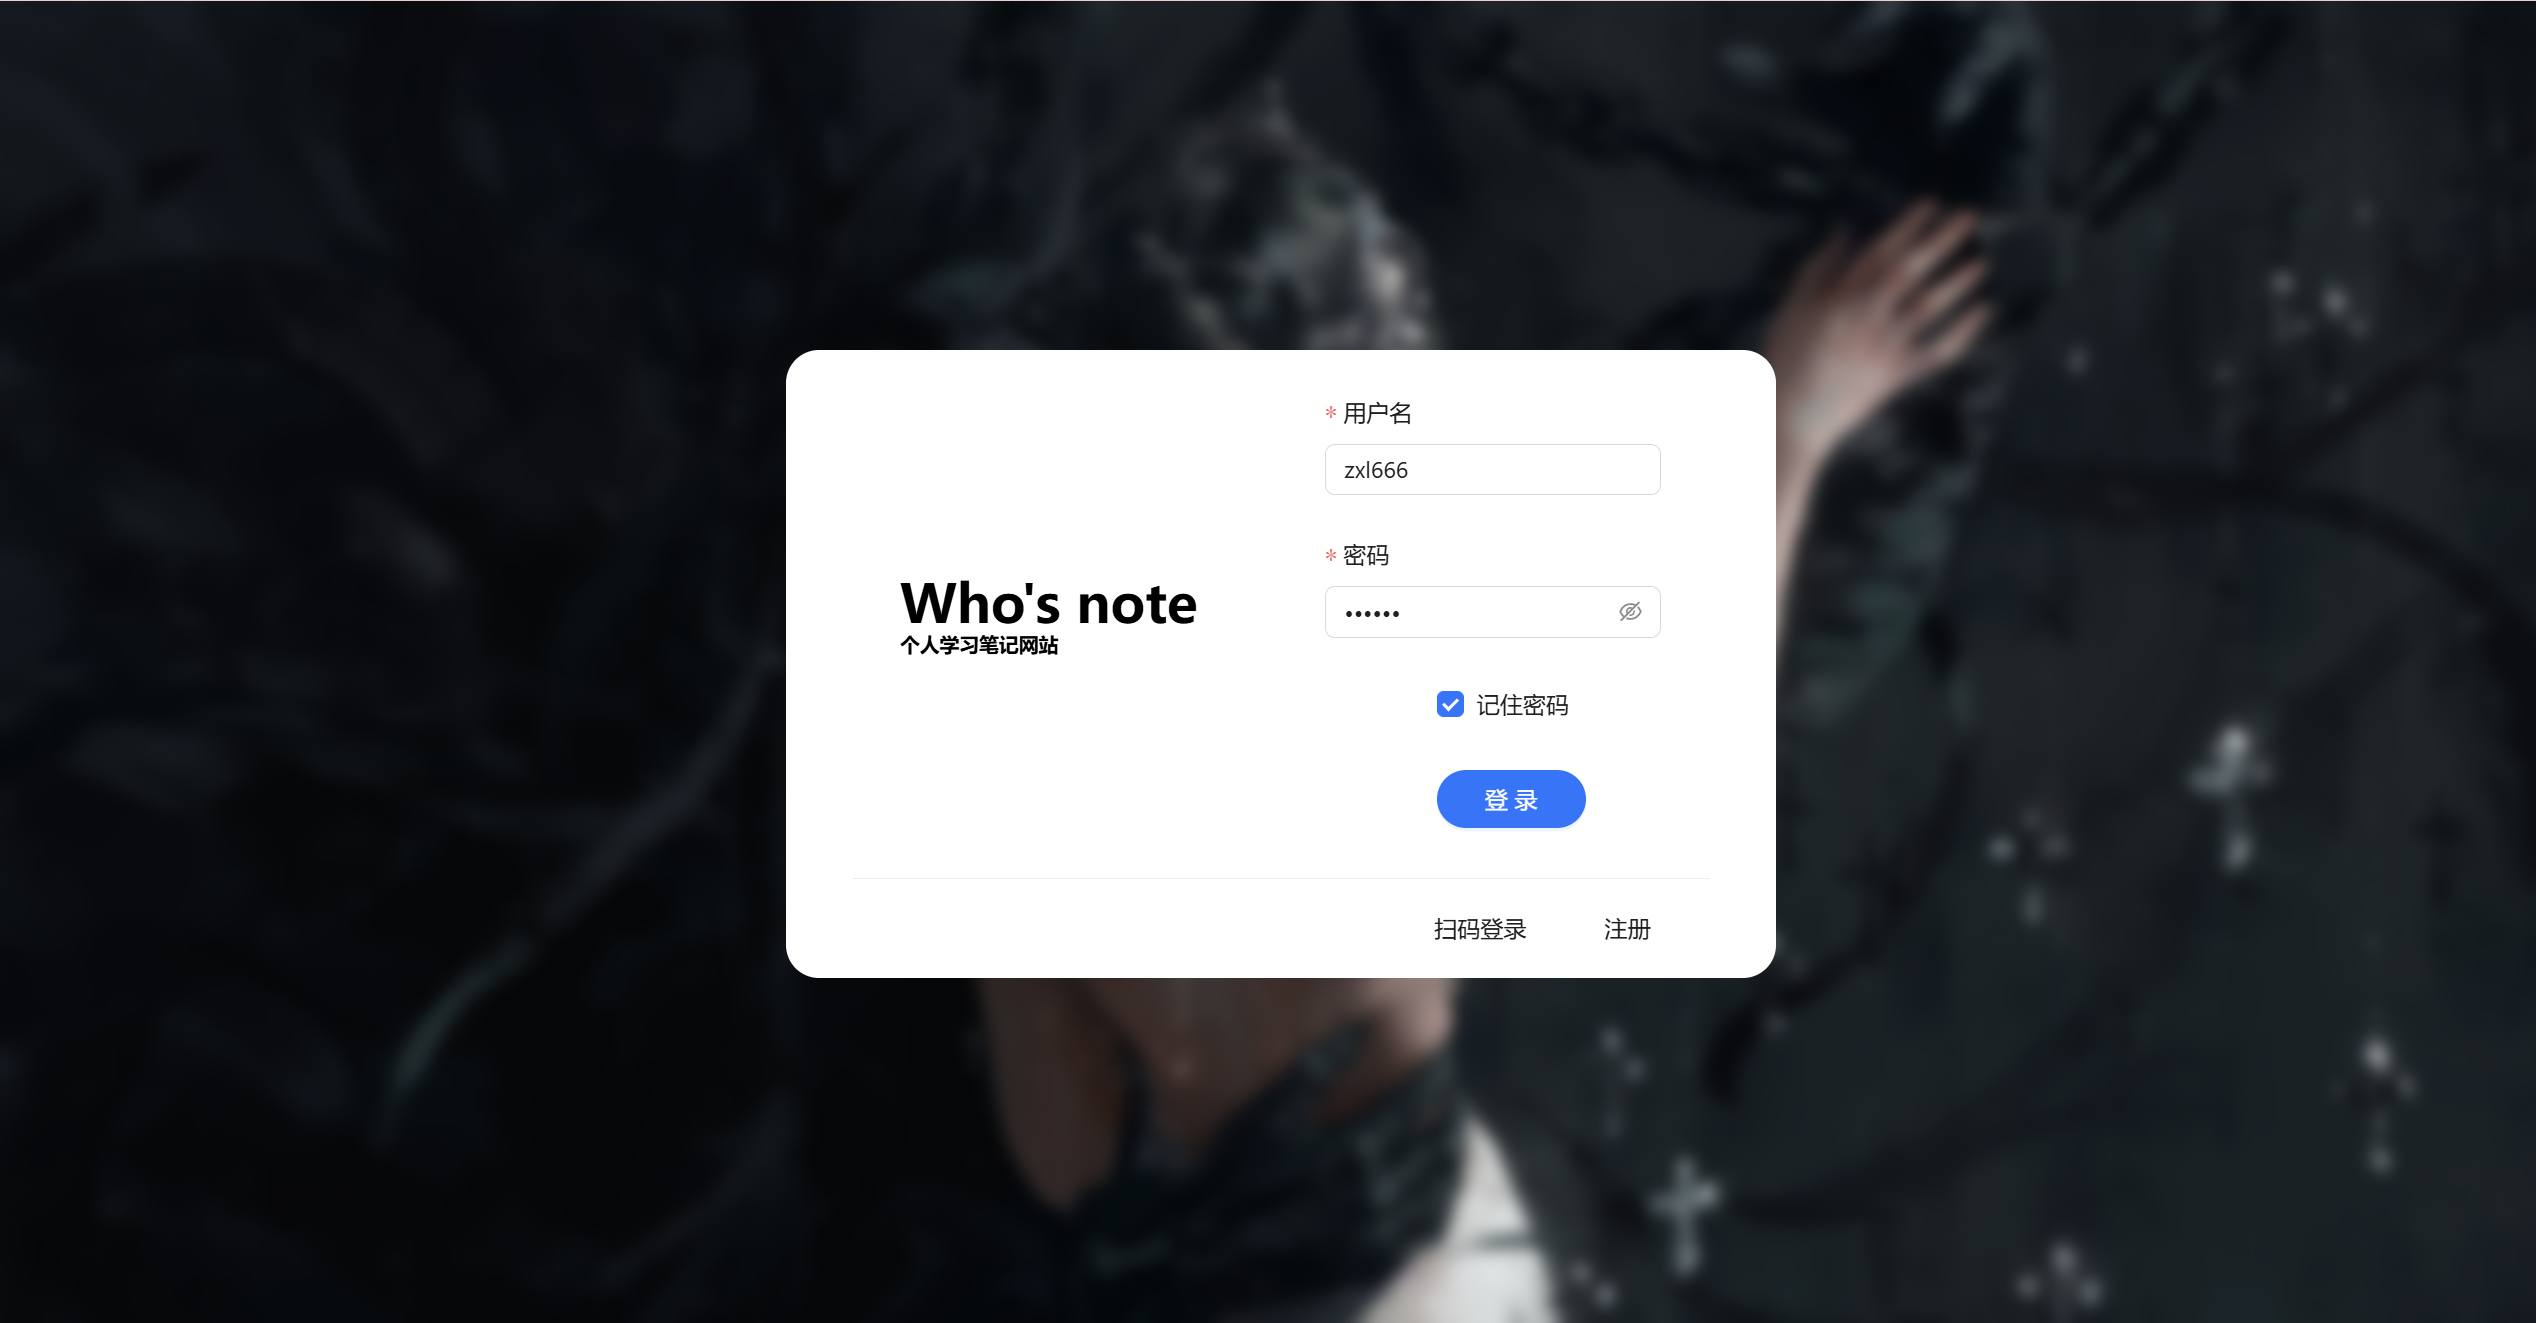 Who's note
个人学习笔记网站
* 用户名
zxl666
* 密码
••••••
记住密码
登录
扫码登录
注册